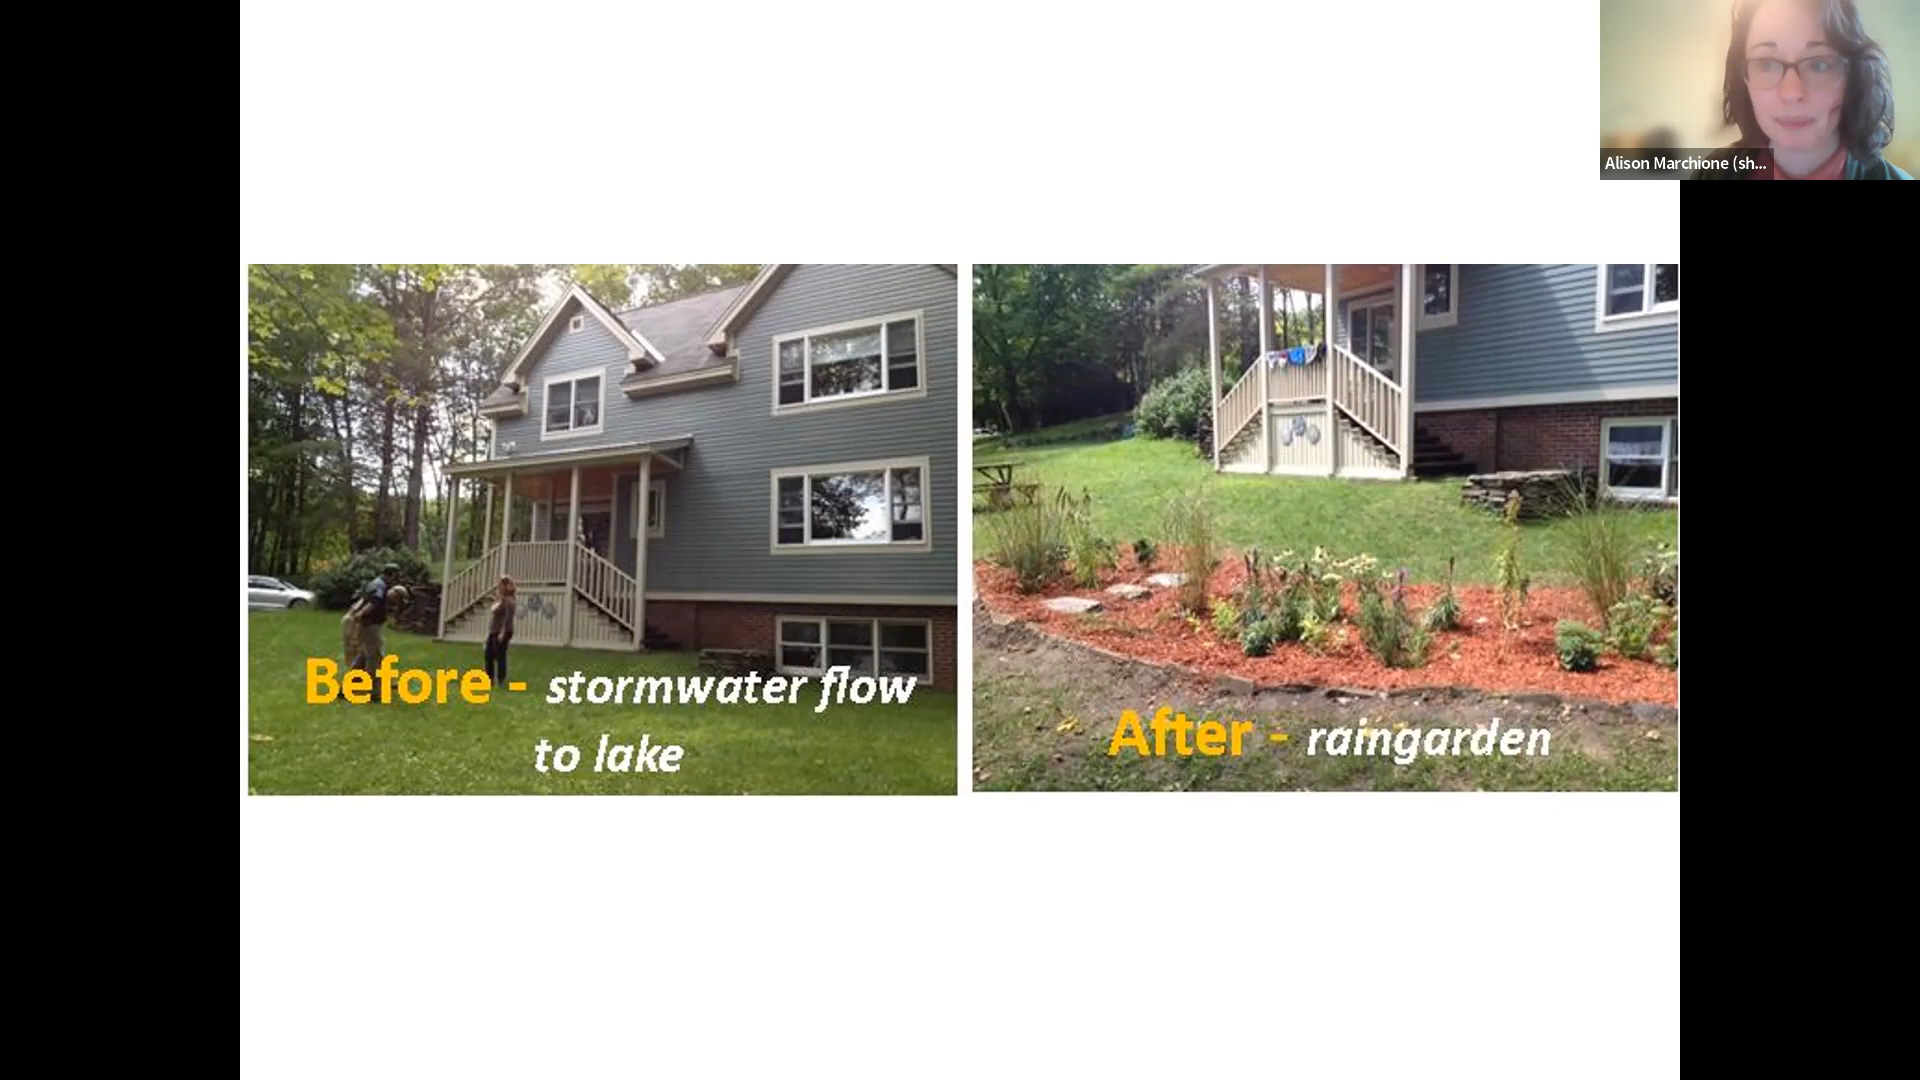 Alison Marchione (sh...
Before - stormwater flow
to lake
After - raingarden